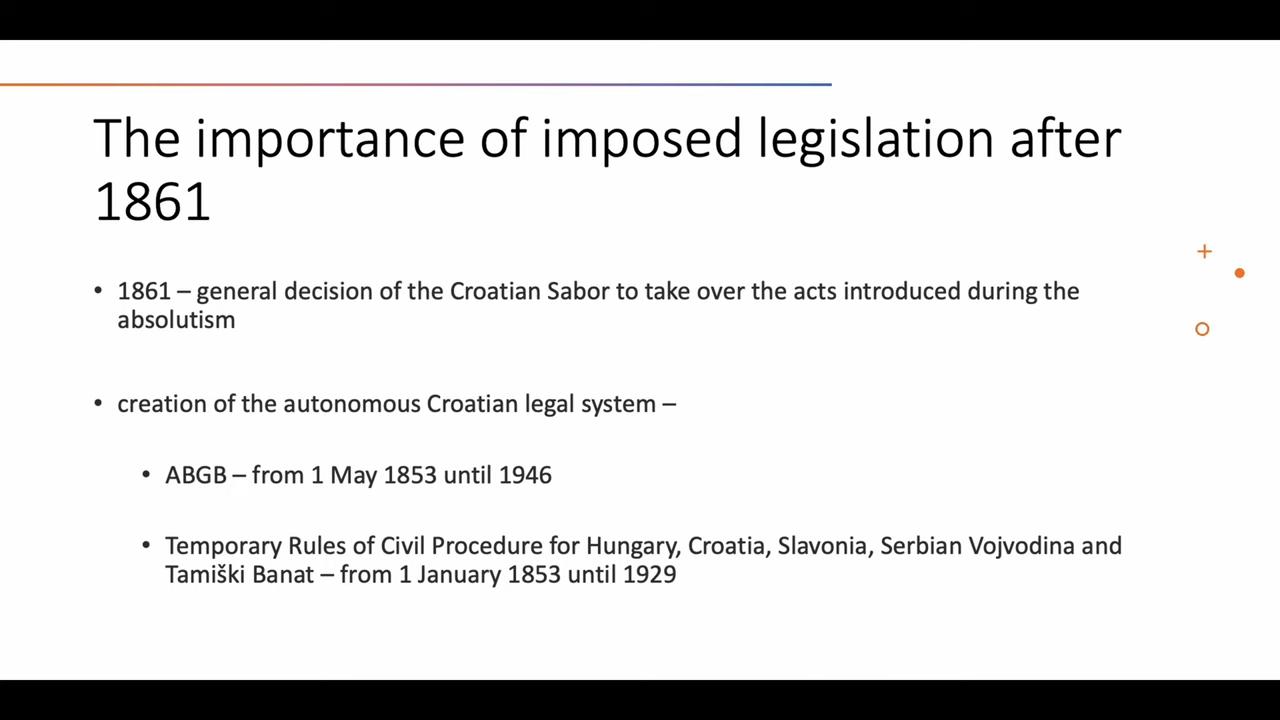 The importance of imposed legislation after
1861
• 1861 – general decision of the Croatian Sabor to take over the acts introduced during the
absolutism
• creation of the autonomous Croatian legal system –
• ABGB – from 1 May 1853 until 1946
• Temporary Rules of Civil Procedure for Hungary, Croatia, Slavonia, Serbian Vojvodina and
Tamiški Banat – from 1 January 1853 until 1929